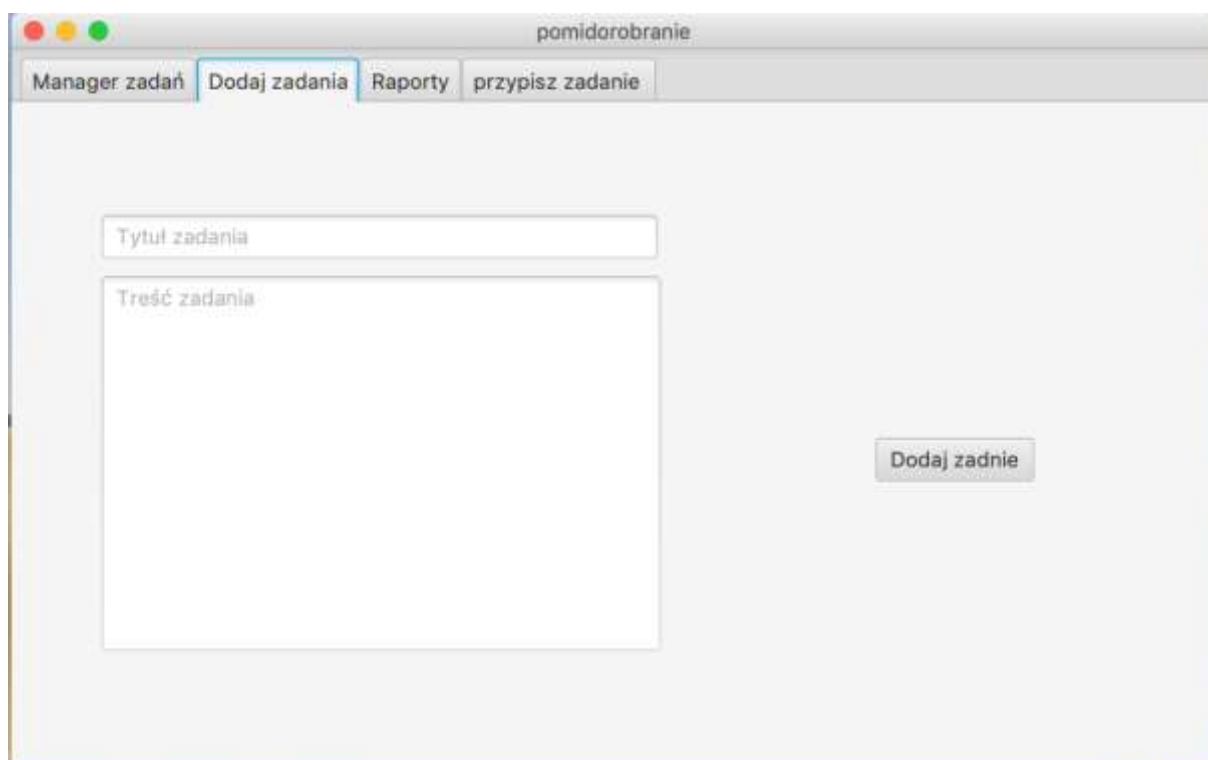 pomidorobranie
Manager zadań Dodaj zadania Raporty przypisz zadanie
Tytuł zadania
Treść zadania
Dodaj zadnie